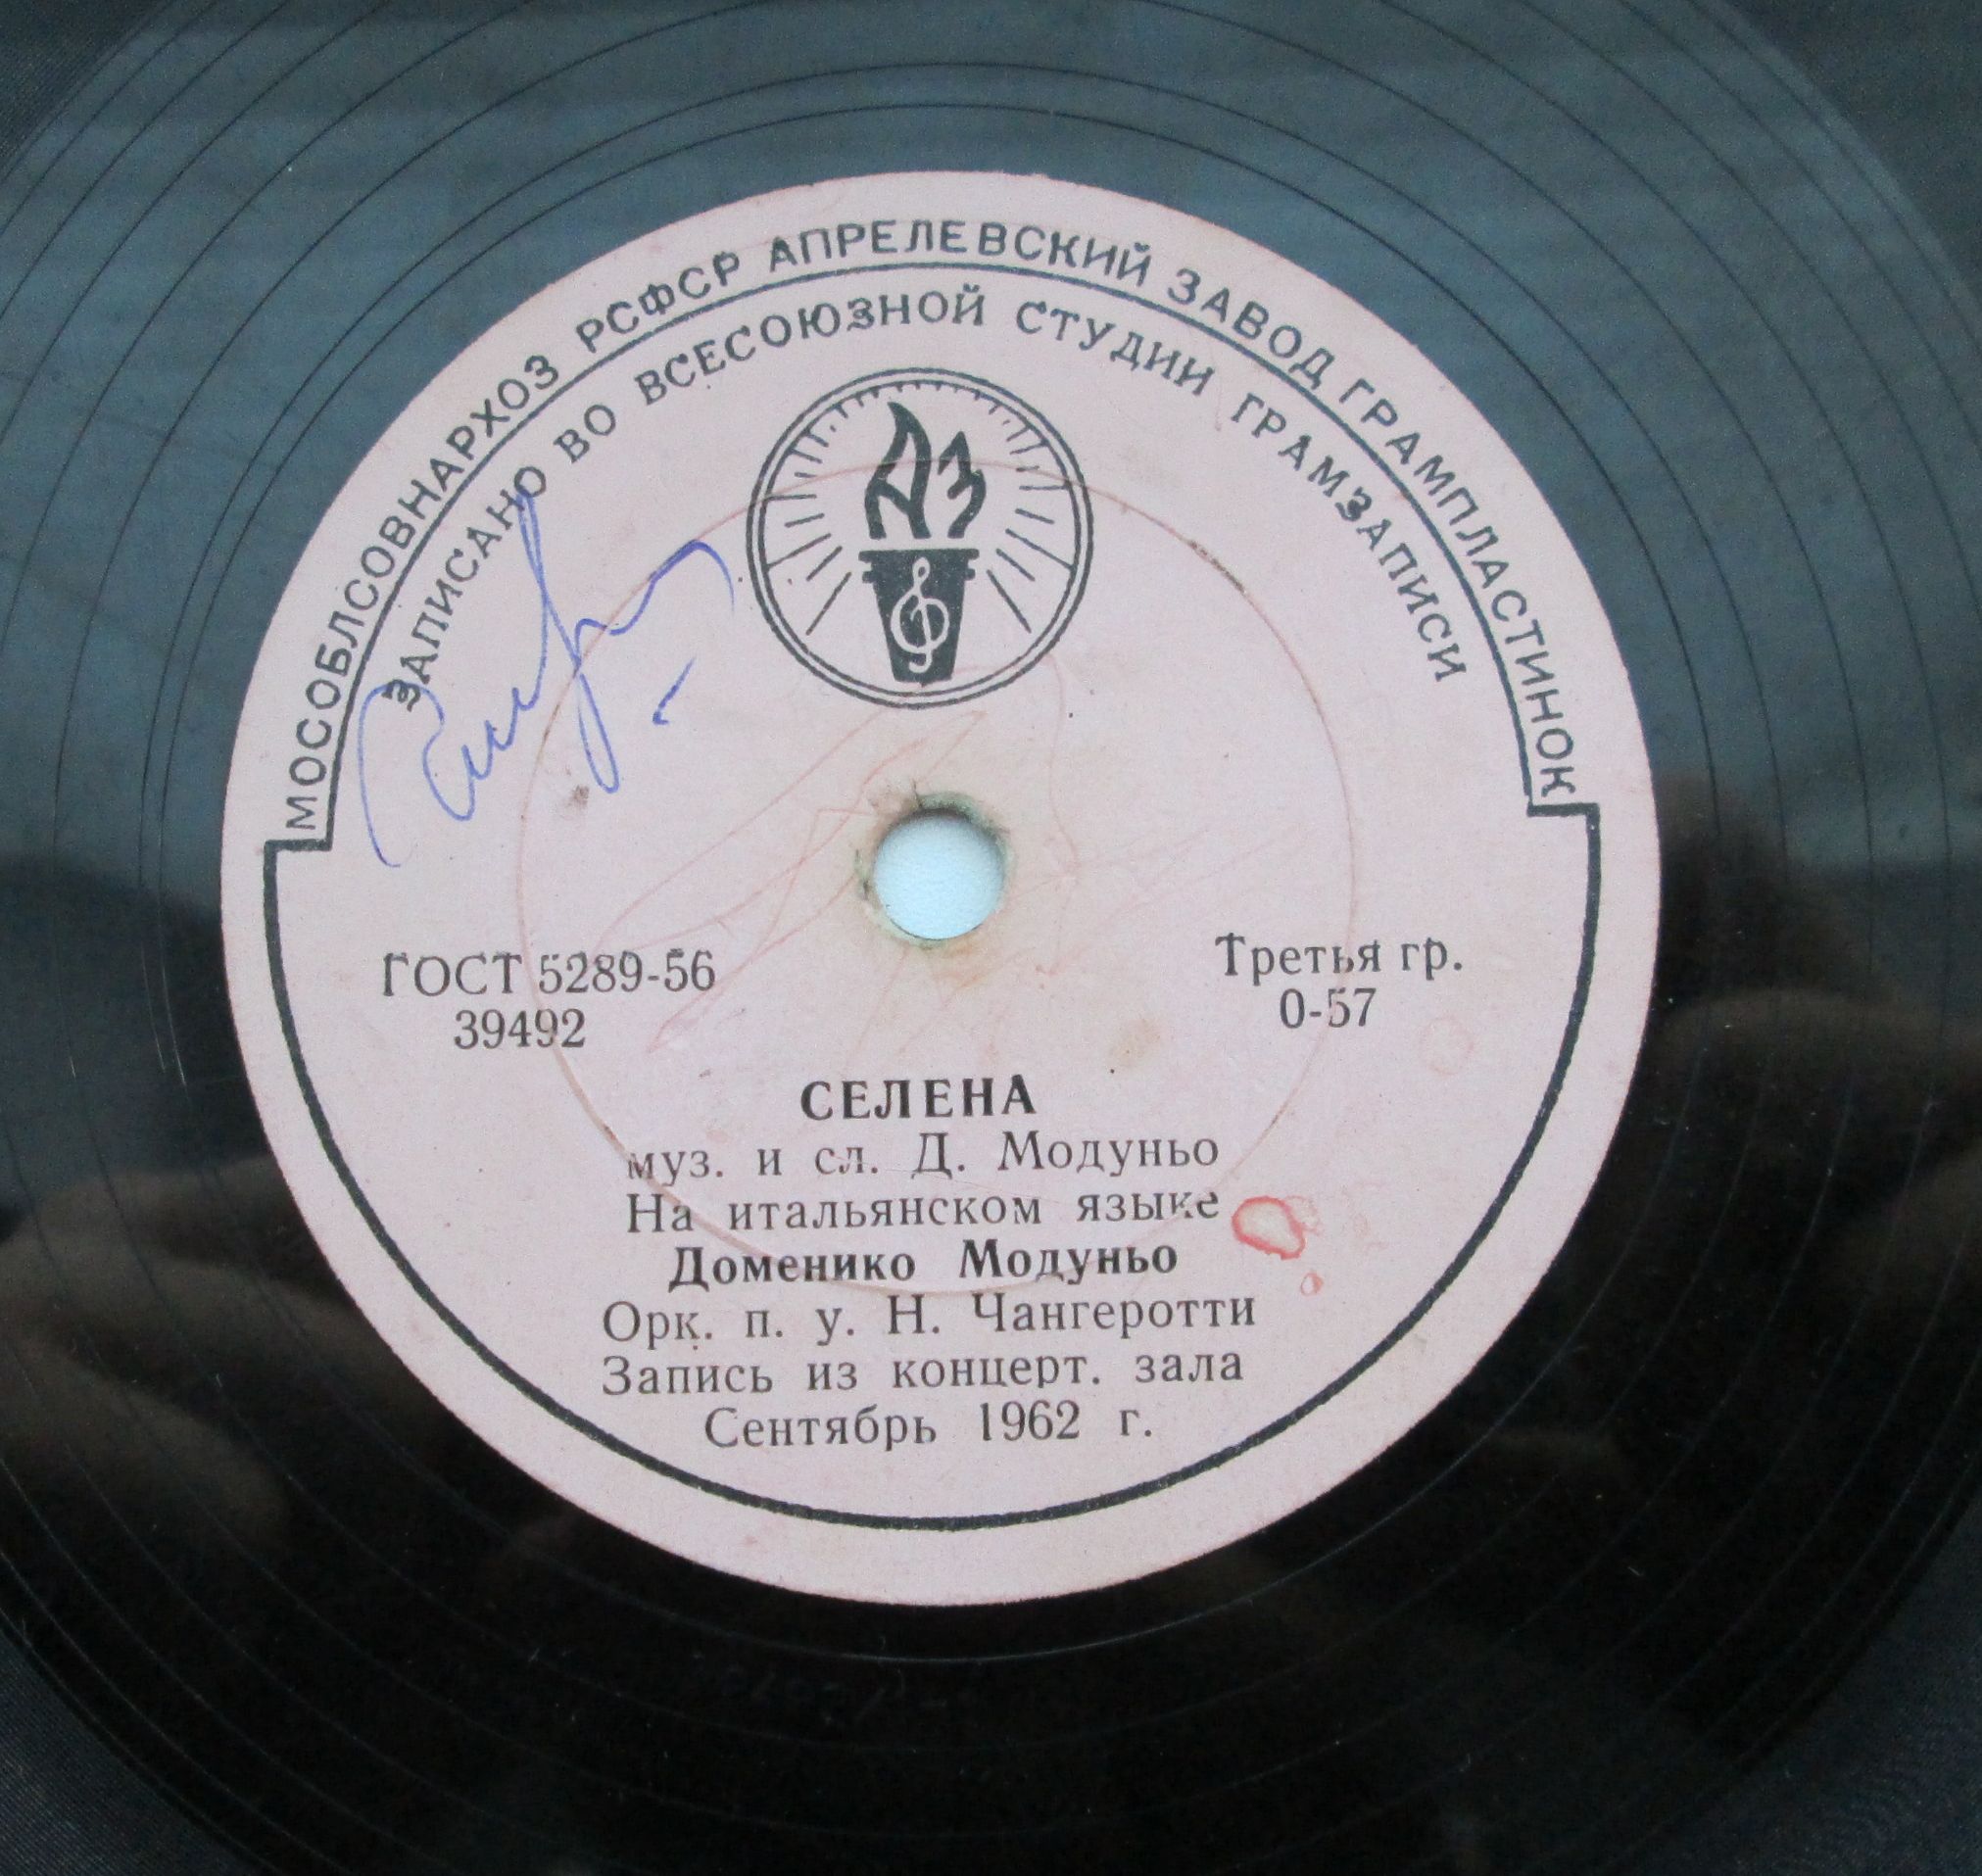 МОСОБЛСОВНАРХОЗ РСФСР АПРЕЛЕВСКИЙ ЗАВОД ГРАМПЛАСТИНОК
ЗАПИСАНО ВО ВСЕСОЮЗНОЙ СТУДИИ ГРАМЗАПИСИ
АЗ
ГОСТ 5289-56
39492
Третья гр.
0-57
СЕЛЕНА
муз. и сл. Д. Модуньо
На итальянском языке
Доменико Модуньо
Орк. п. у. Н. Чангеротти
Запись из концерт. зала
Сентябрь 1962 г.